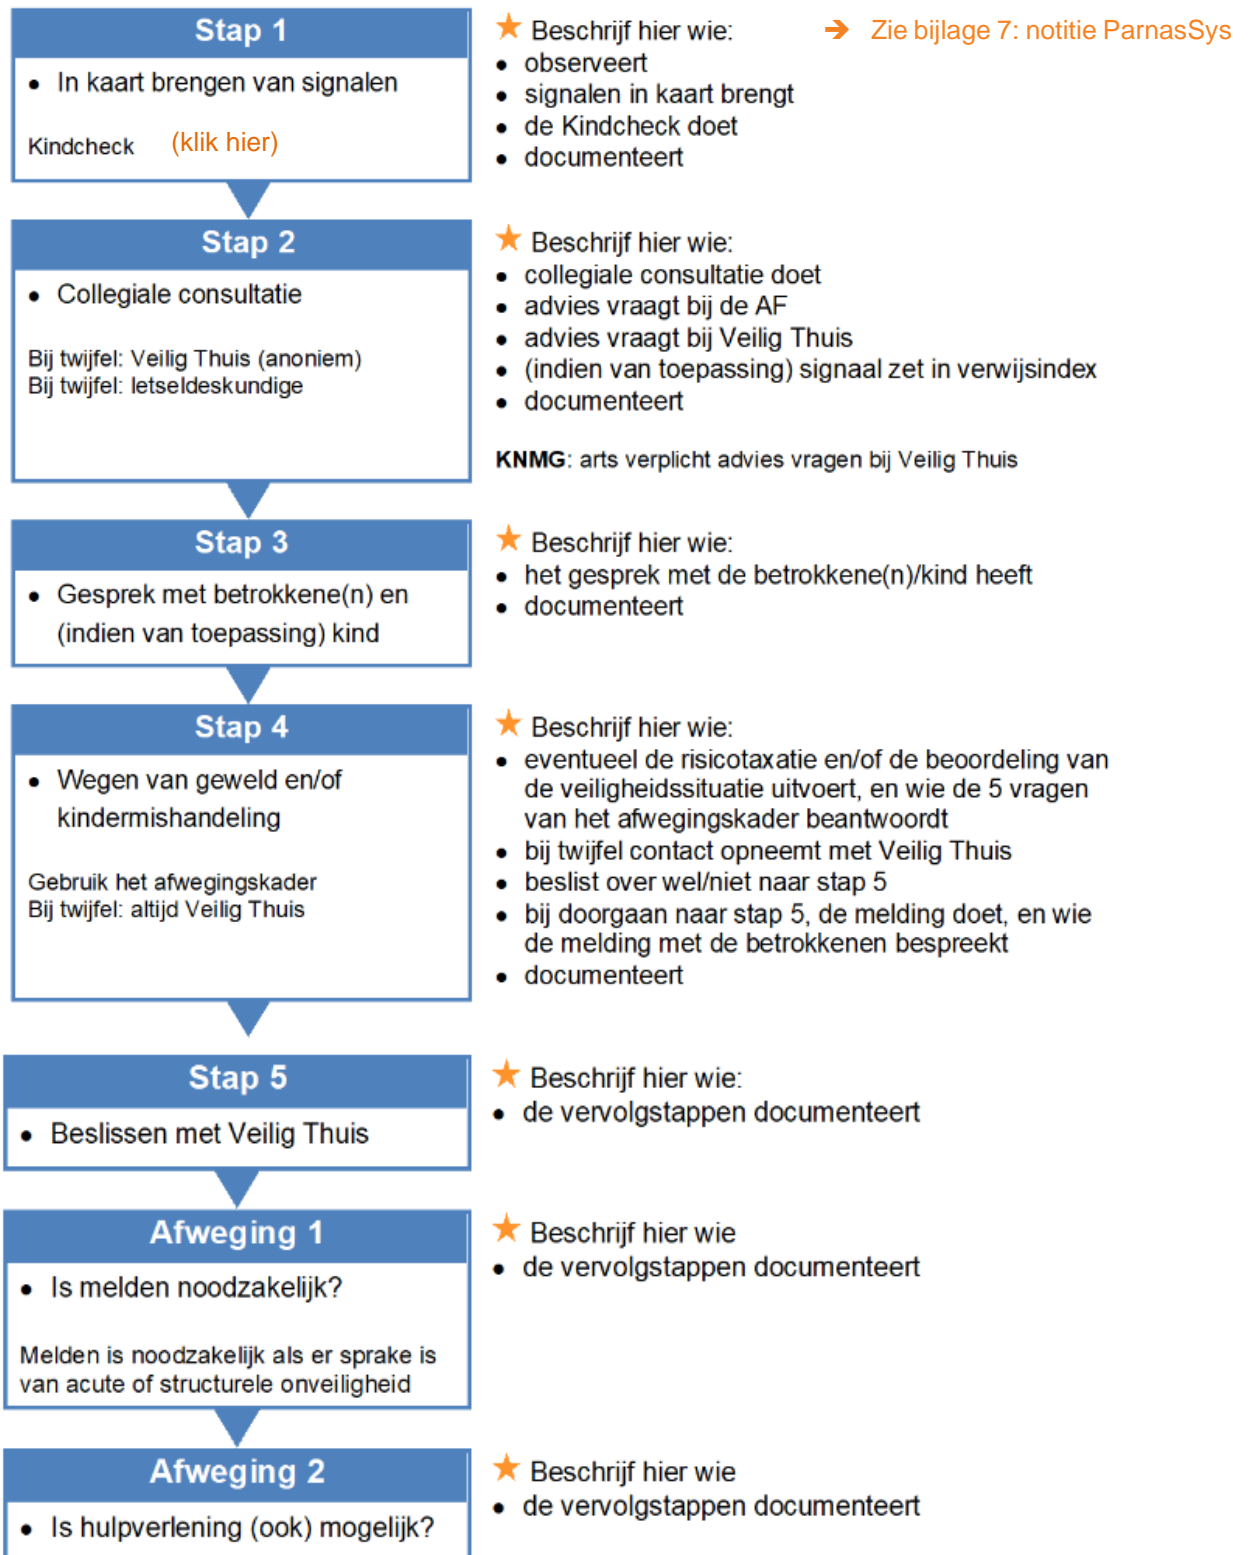 Stap 1
• In kaart brengen van signalen
Kindcheck (klik hier)
★ Beschrijf hier wie:
➔ Zie bijlage 7: notitie ParnasSys
• observeert
• signalen in kaart brengt
• de Kindcheck doet
• documenteert
Stap 2
• Collegiale consultatie
Bij twijfel: Veilig Thuis (anoniem)
Bij twijfel: letseldeskundige
★ Beschrijf hier wie:
• collegiale consultatie doet
• advies vraagt bij de AF
• advies vraagt bij Veilig Thuis
• (indien van toepassing) signaal zet in verwijsindex
• documenteert
KNMG: arts verplicht advies vragen bij Veilig Thuis
Stap 3
• Gesprek met betrokkene(n) en
(indien van toepassing) kind
★ Beschrijf hier wie:
• het gesprek met de betrokkene(n)/kind heeft
• documenteert
Stap 4
• Wegen van geweld en/of
kindermishandeling
Gebruik het afwegingskader
Bij twijfel: altijd Veilig Thuis
★ Beschrijf hier wie:
• eventueel de risicotaxatie en/of de beoordeling van
de veiligheidssituatie uitvoert, en wie de 5 vragen
van het afwegingskader beantwoordt
• bij twijfel contact opneemt met Veilig Thuis
• beslist over wel/niet naar stap 5
• bij doorgaan naar stap 5, de melding doet, en wie
de melding met de betrokkenen bespreekt
• documenteert
Stap 5
• Beslissen met Veilig Thuis
★ Beschrijf hier wie:
• de vervolgstappen documenteert
Afweging 1
• Is melden noodzakelijk?
Melden is noodzakelijk als er sprake is
van acute of structurele onveiligheid
★ Beschrijf hier wie
• de vervolgstappen documenteert
Afweging 2
• Is hulpverlening (ook) mogelijk?
★ Beschrijf hier wie
• de vervolgstappen documenteert